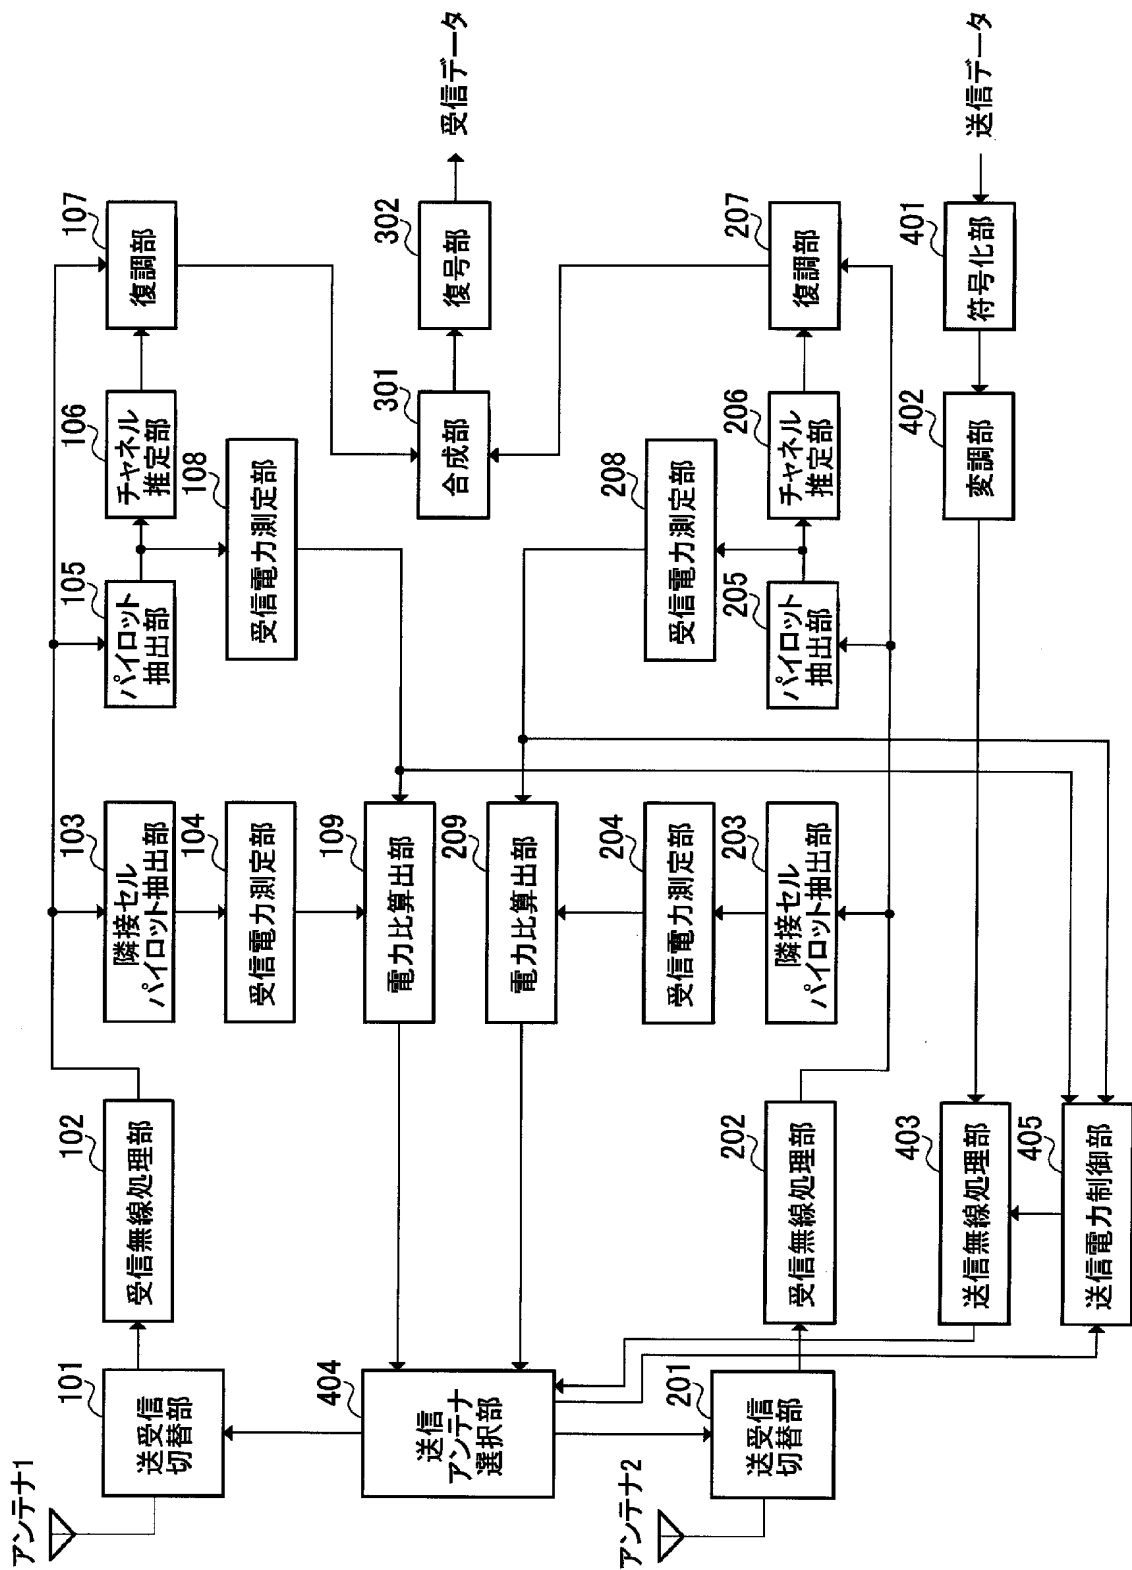 アンテナ1
101
送受信
切替部
102
受信無線処理部
103
隣接セル
パイロット抽出部
104
受信電力測定部
105
パイロット
抽出部
106
チャネル
推定部
107
復調部
108
受信電力測定部
109
電力比算出部
209
電力比算出部
404
送信
アンテナ
選択部
301
合成部
302
復号部
受信データ
アンテナ2
201
送受信
切替部
202
受信無線処理部
203
隣接セル
パイロット抽出部
204
受信電力測定部
205
パイロット
抽出部
206
チャネル
推定部
207
復調部
208
受信電力測定部
403
送信無線処理部
405
送信電力制御部
402
変調部
401
符号化部
送信データ